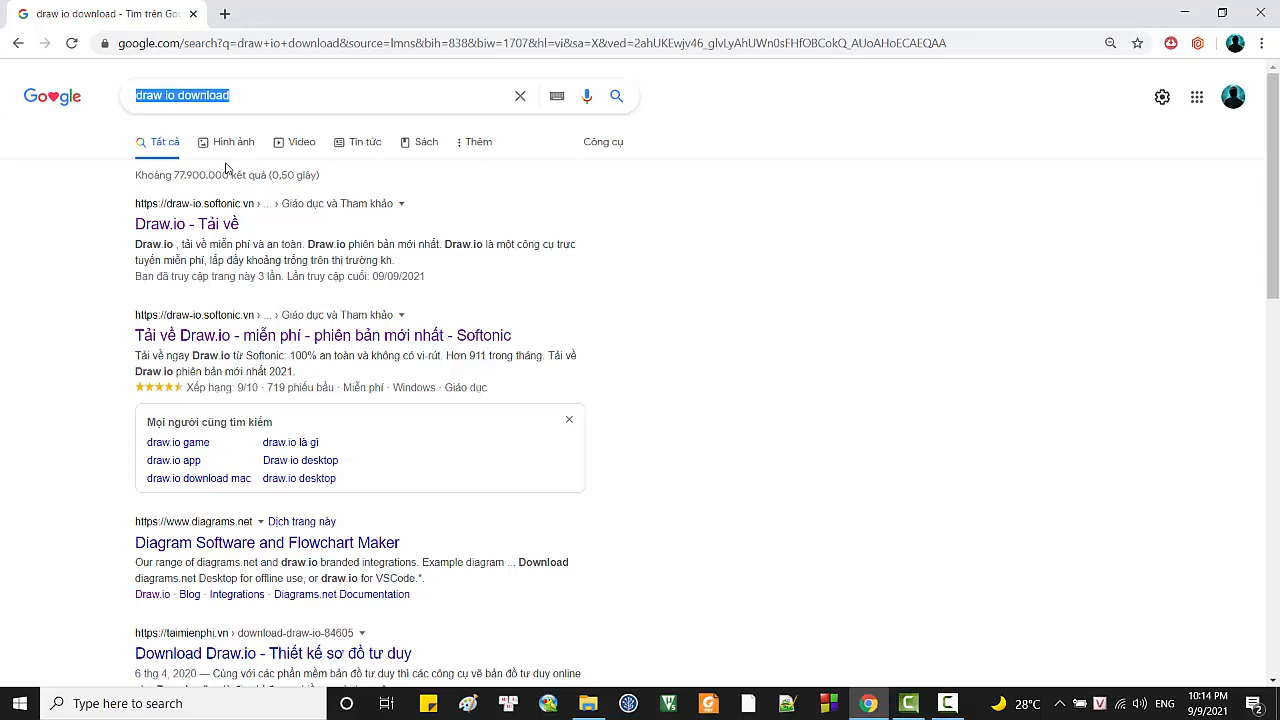 draw io download - Tìm trên Goo
google.com/search?q=draw+io+download&source=lmns&bih=838&biw=1707&hl=vi&sa=X&ved=2ahUKEwjv46_glvLyAhUWn0sFHfOBCokQ_AUoAHoECAEQAA
Google
draw io download
Tất cả Hình ảnh Video Tin tức Sách Thêm Công cụ
Khoảng 77.900.000 kết quả (0,50 giây)
https://draw-io.softonic.vn › ... › Giáo dục và Tham khảo
Draw.io - Tải về
Draw.io , tải về miễn phí và an toàn. Draw.io phiên bản mới nhất. Draw.io là một công cụ trực
tuyến miễn phí, lấp đầy khoảng trống trên thị trường kh.
Bạn đã truy cập trang này 3 lần. Lần truy cập cuối: 09/09/2021
https://draw-io.softonic.vn › ... › Giáo dục và Tham khảo
Tải về Draw.io - miễn phí - phiên bản mới nhất - Softonic
Tải về ngay Draw.io từ Softonic: 100% an toàn và không có vi-rút. Hơn 911 trong tháng. Tải về
Draw.io phiên bản mới nhất 2021.
Xếp hạng: 9/10 · 719 phiếu bầu · Miễn phí · Windows · Giáo dục
Mọi người cũng tìm kiếm
draw.io game draw.io là gì
draw.io app Draw io desktop
draw.io download mac draw.io desktop
https://www.diagrams.net Dịch trang này
Diagram Software and Flowchart Maker
Our range of diagrams.net and draw.io branded integrations. Example diagram ... Download
diagrams.net Desktop for offline use, or draw.io for VSCode.*.
Draw.io · Blog · Integrations · Diagrams.net Documentation
https://taimienphi.vn › download-draw-io-84605
Download Draw.io - Thiết kế sơ đồ tư duy
6 thg 4, 2020 — Cùng với các phần mềm bản đồ tư duy thì các công cụ vẽ bản đồ tư duy online
Type here to search
28°C
ENG
10:14 PM
9/9/2021
2